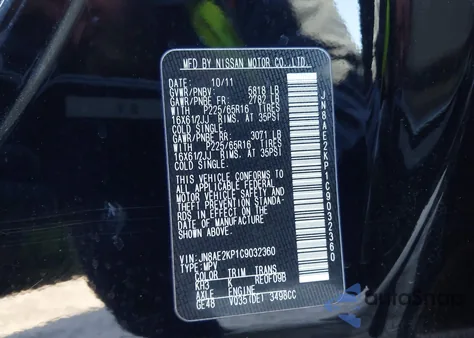 MFD BY NISSAN MOTOR CO.,LTD.
DATE: 10/11
GVWR/PNBV: 5818 LB
GAWR/PNBE FR: 2782 LB
WITH P225/65R16 TIRES
16X61/2JJ RIMS, AT 35PSI
COLD SINGLE.
GAWR/PNBE RR: 3071 LB
WITH P225/65R16 TIRES
16X61/2JJ RIMS, AT 35PSI
COLD SINGLE.
THIS VEHICLE CONFORMS TO
ALL APPLICABLE FEDERAL
MOTOR VEHICLE SAFETY
AND THEFT PREVENTION STANDA-
RDS IN EFFECT ON THE DATE
OF MANUFACTURE
SHOWN ABOVE.
VIN: JN8AE2KP1C9032360
TYPE: MPV
COLOR TRIM TRANS
KH3 K RE0F09B
AXLE ENGINE
GE48 VQ35(DE) 3498CC
JN8AE2KP1C9032360
autoSnap